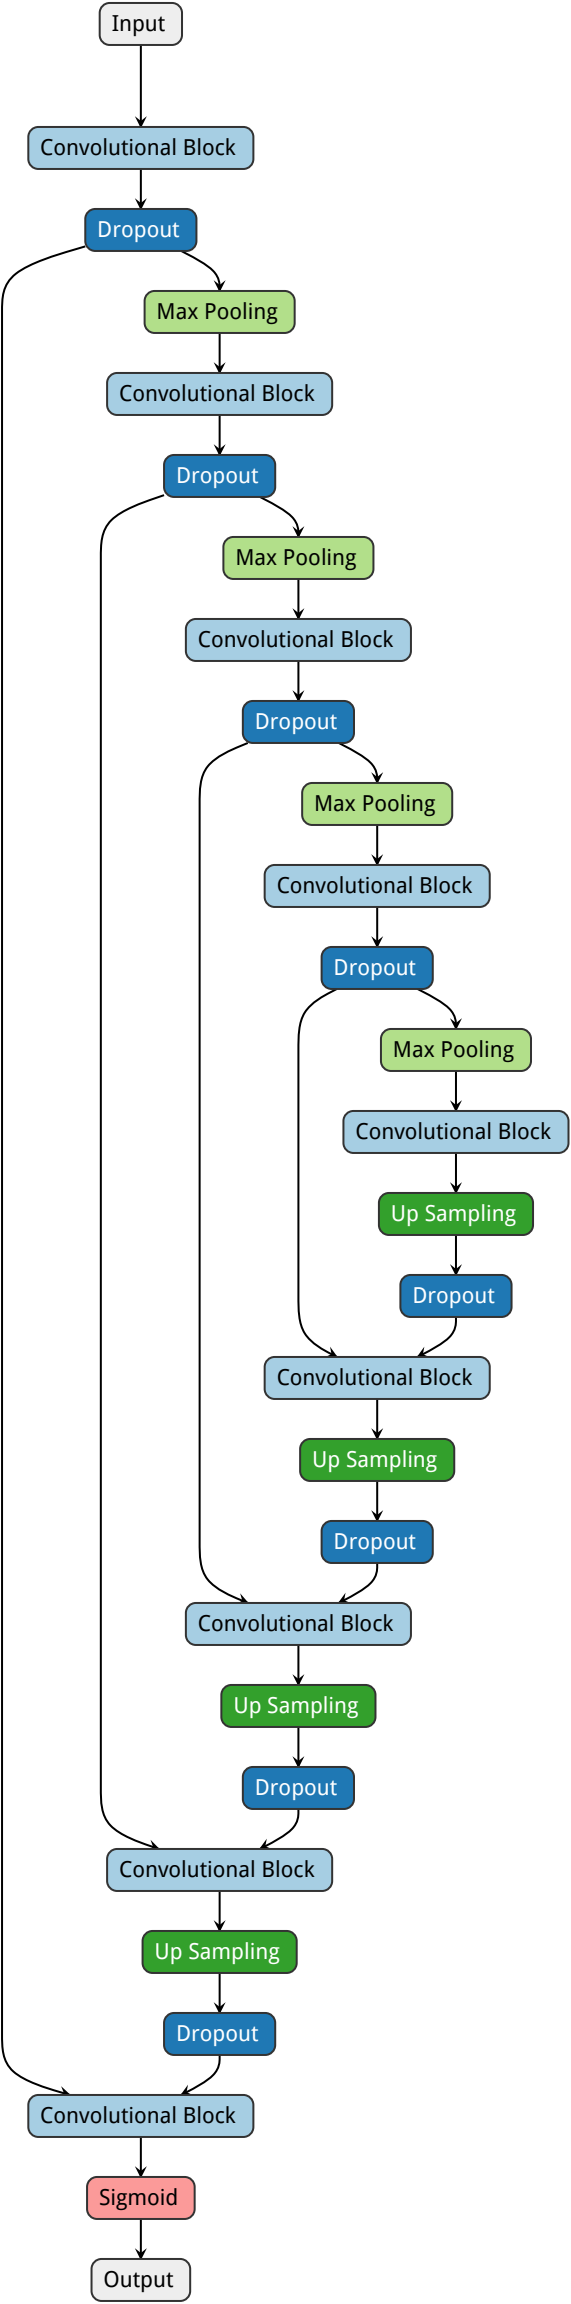 Input
Convolutional Block
Dropout
Max Pooling
Convolutional Block
Dropout
Max Pooling
Convolutional Block
Dropout
Max Pooling
Convolutional Block
Dropout
Max Pooling
Convolutional Block
Up Sampling
Dropout
Convolutional Block
Up Sampling
Dropout
Convolutional Block
Up Sampling
Dropout
Convolutional Block
Up Sampling
Dropout
Convolutional Block
Sigmoid
Output